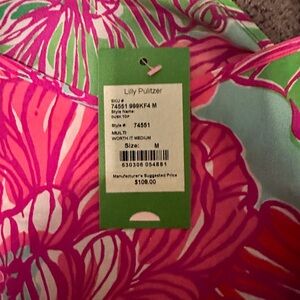 Lilly Pulitzer
SKU #
74551 999KF4 M
Style Name:
DUSK TOP
Style #: 74551
MULTI
WORTH IT MEDIUM
Size: M
630306 054881
Manufacturer's Suggested Price
$108.00